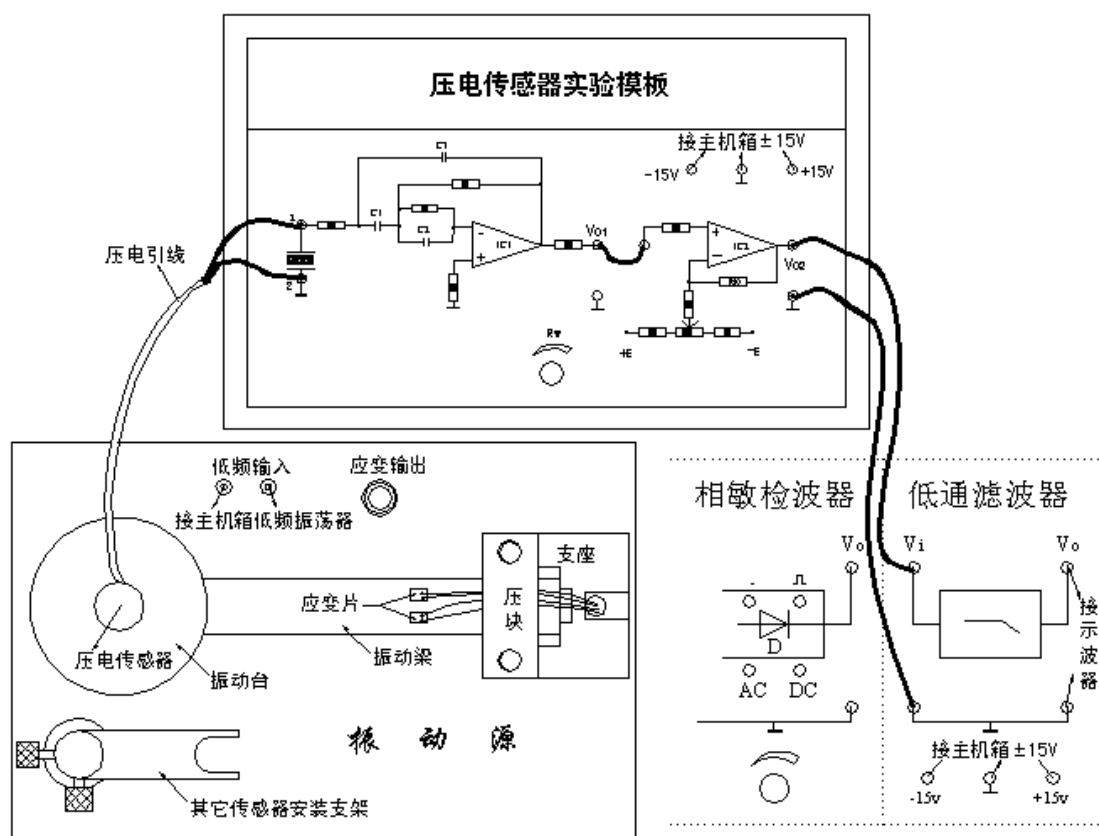 压电传感器实验模板
接主机箱±15V
-15V
+15V
1
C1
-
IC1
+
Vo1
+
IC2
-
Vo2
压电引线
2
Rw
+E
-E
低频输入
应变输出
接主机箱低频振荡器
相敏检波器
低通滤波器
Vo
Vi
Vo
支座
应变片
压块
压电传感器
振动梁
振动台
D
AC
DC
接示波器
振动源
接主机箱±15V
-15v
+15v
其它传感器安装支架